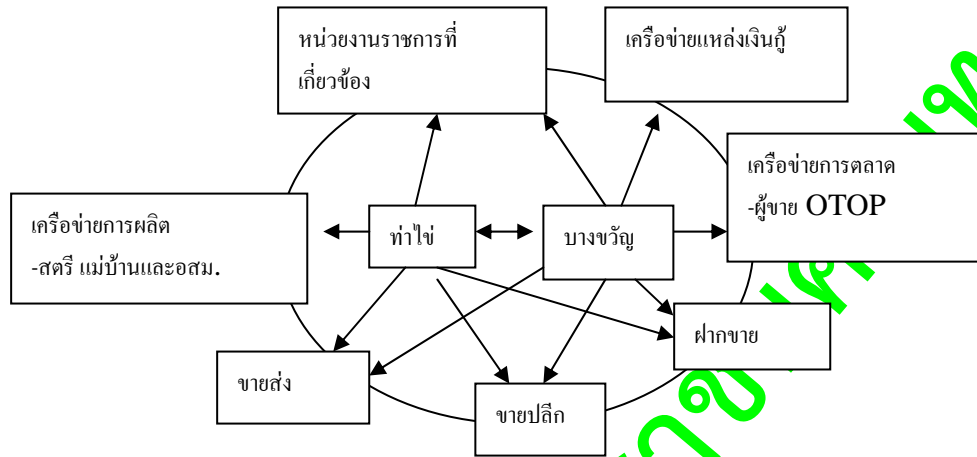 หน่วยงานราชการที่
เกี่ยวข้อง
เครือข่ายแหล่งเงินกู้
เครือข่ายการตลาด
-ผู้ขาย OTOP
เครือข่ายการผลิต
-สตรี แม่บ้านและอสม.
ท่าไข่
บางขวัญ
ฝากขาย
ขายส่ง
ขายปลีก